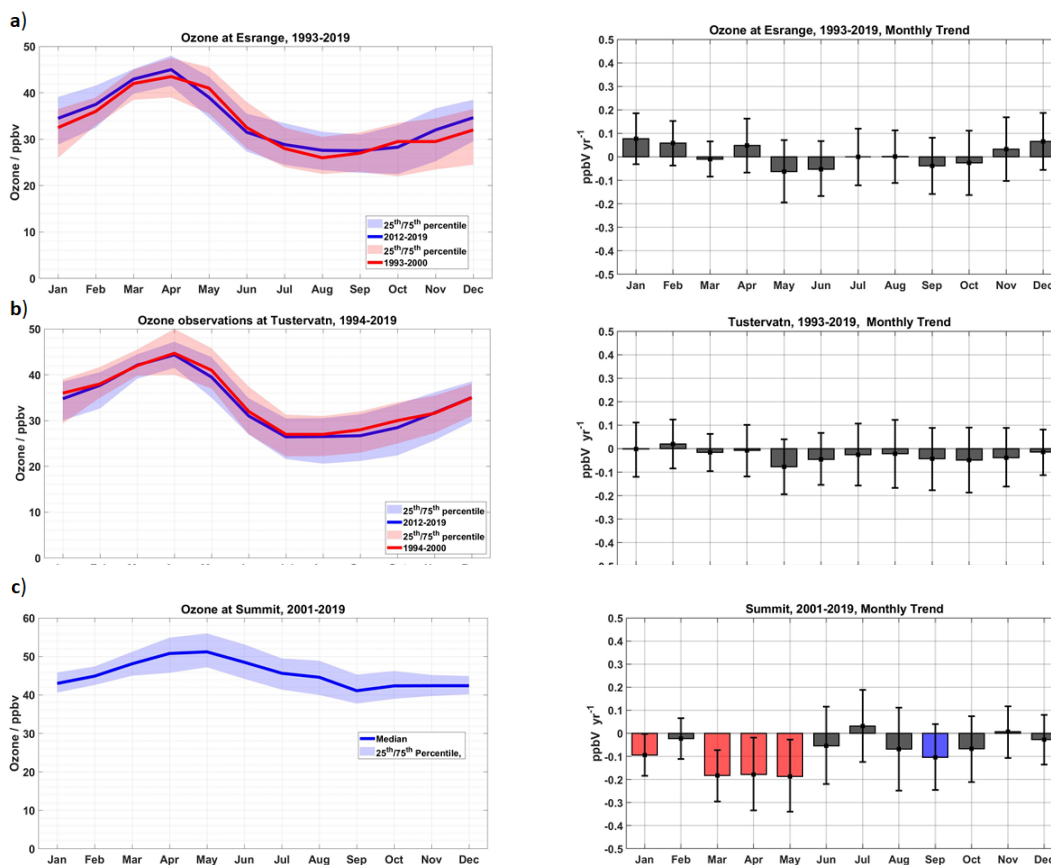 a)
Ozone at Esrange, 1993-2019
Ozone / ppbv
50
40
30
20
10
0
25th/75th percentile
2012-2019
25th/75th percentile
1993-2000
Jan Feb Mar Apr May Jun Jul Aug Sep Oct Nov Dec
Ozone at Esrange, 1993-2019, Monthly Trend
ppbV yr-1
0.5
0.4
0.3
0.2
0.1
0
-0.1
-0.2
-0.3
-0.4
-0.5
Jan Feb Mar Apr May Jun Jul Aug Sep Oct Nov Dec
b)
Ozone observations at Tustervatn, 1994-2019
Ozone / ppbv
50
40
30
20
10
0
25th/75th percentile
2012-2019
25th/75th percentile
1994-2000
Tustervatn, 1993-2019, Monthly Trend
ppbV yr-1
0.5
0.4
0.3
0.2
0.1
0
-0.1
-0.2
-0.3
-0.4
c)
Ozone at Summit, 2001-2019
Ozone / ppbv
60
50
40
30
20
10
0
Median
25th/75th Percentile,
Jan Feb Mar Apr May Jun Jul Aug Sep Oct Nov Dec
Summit, 2001-2019, Monthly Trend
ppbV yr-1
0.5
0.4
0.3
0.2
0.1
0
-0.1
-0.2
-0.3
-0.4
-0.5
Jan Feb Mar Apr May Jun Jul Aug Sep Oct Nov Dec